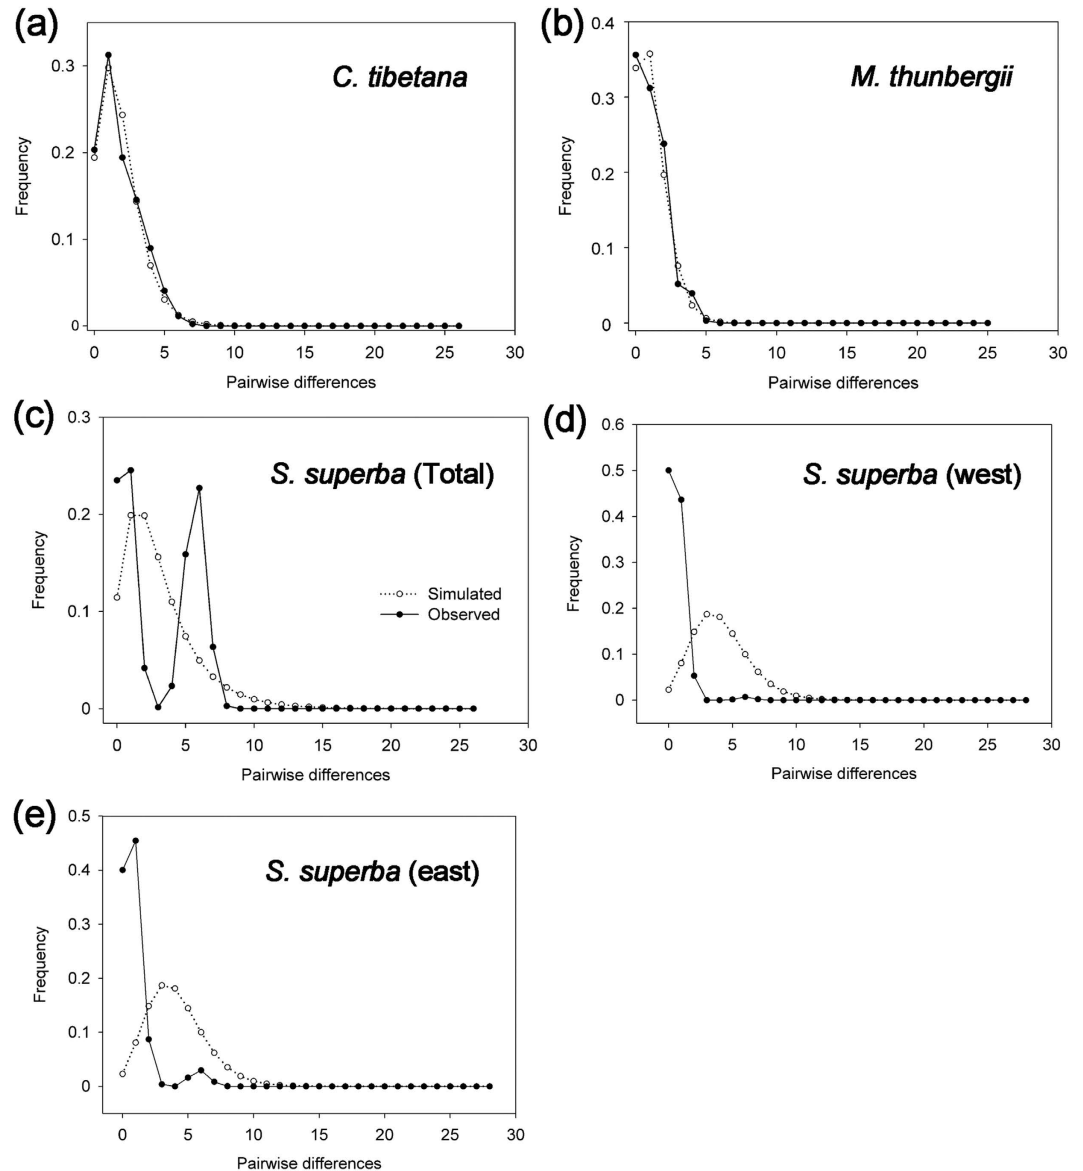 (a)
C. tibetana
0.3
0.2
0.1
0
Frequency
0 5 10 15 20 25 30
Pairwise differences
(b)
M. thunbergii
0.4
0.3
0.2
0.1
0
Frequency
0 5 10 15 20 25 30
Pairwise differences
(c)
S. superba (Total)
0.3
0.2
0.1
0
Frequency
Simulated
Observed
0 5 10 15 20 25 30
Pairwise differences
(d)
S. superba (west)
0.6
0.5
0.4
0.3
0.2
0.1
0
Frequency
0 5 10 15 20 25 30
Pairwise differences
(e)
S. superba (east)
0.5
0.4
0.3
0.2
0.1
0
Frequency
0 5 10 15 20 25 30
Pairwise differences